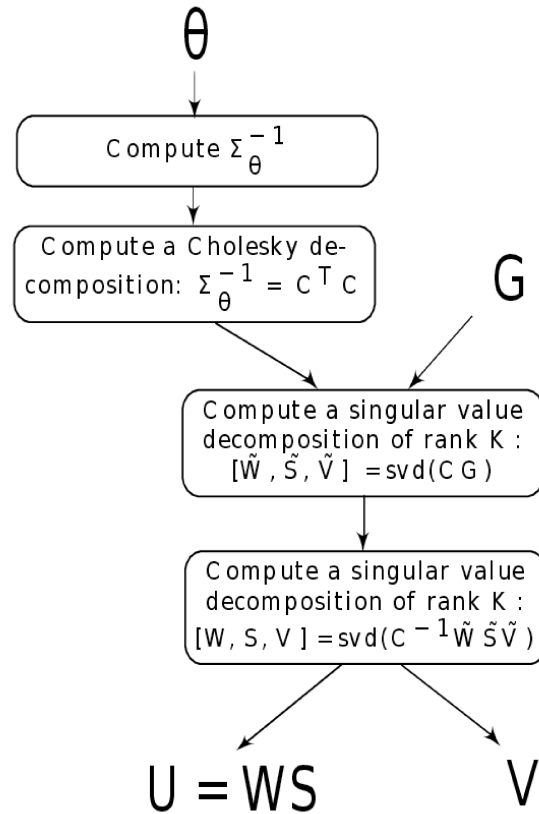 θ
Compute Σ_θ^{-1}
Compute a Cholesky de-
composition: Σ_θ^{-1} = C^T C
G
Compute a singular value
decomposition of rank K :
[W̃ , S̃, Ṽ ] =svd(C G)
Compute a singular value
decomposition of rank K :
[W, S, V ] =svd(C^{-1}W̃ S̃Ṽ )
U = WS
V